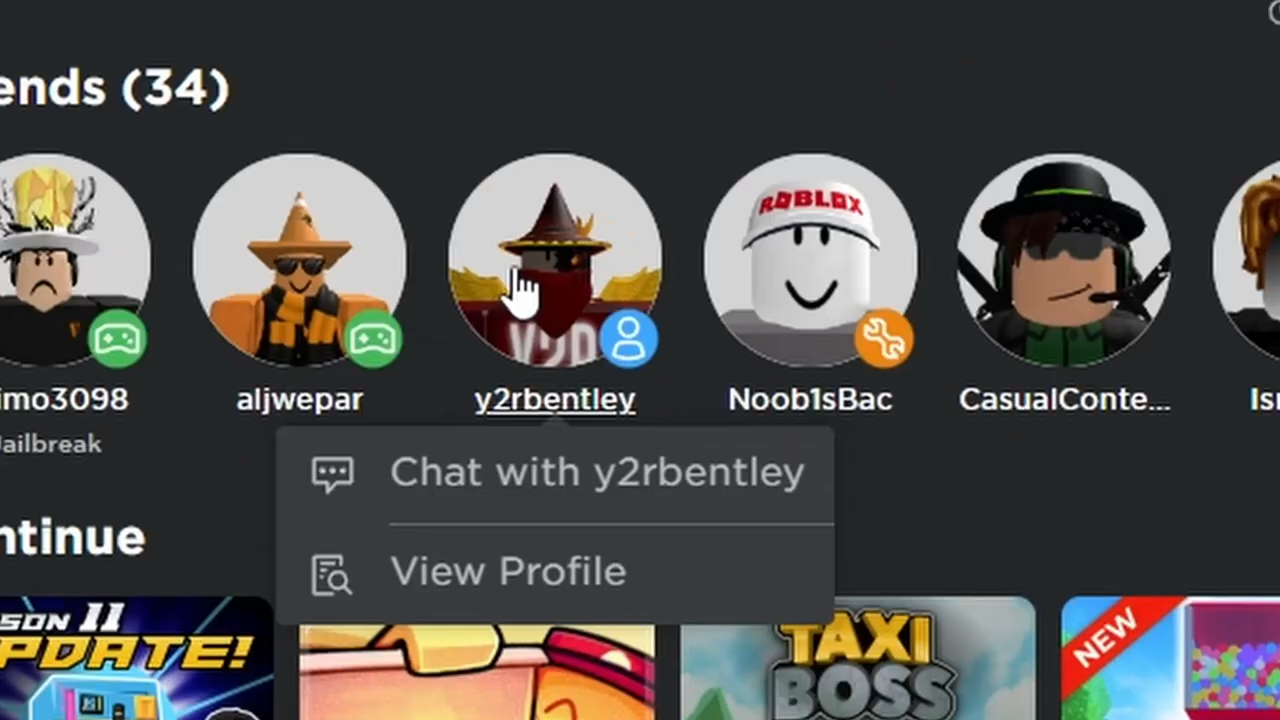 ends (34)
ROBLOX
imo3098
aljwepar
y2rbentley
Noob1sBac
CasualConte...
Jailbreak
Chat with y2rbentley
ntinue
View Profile
SON 11
PDATE!
TAXI
BOSS
NEW